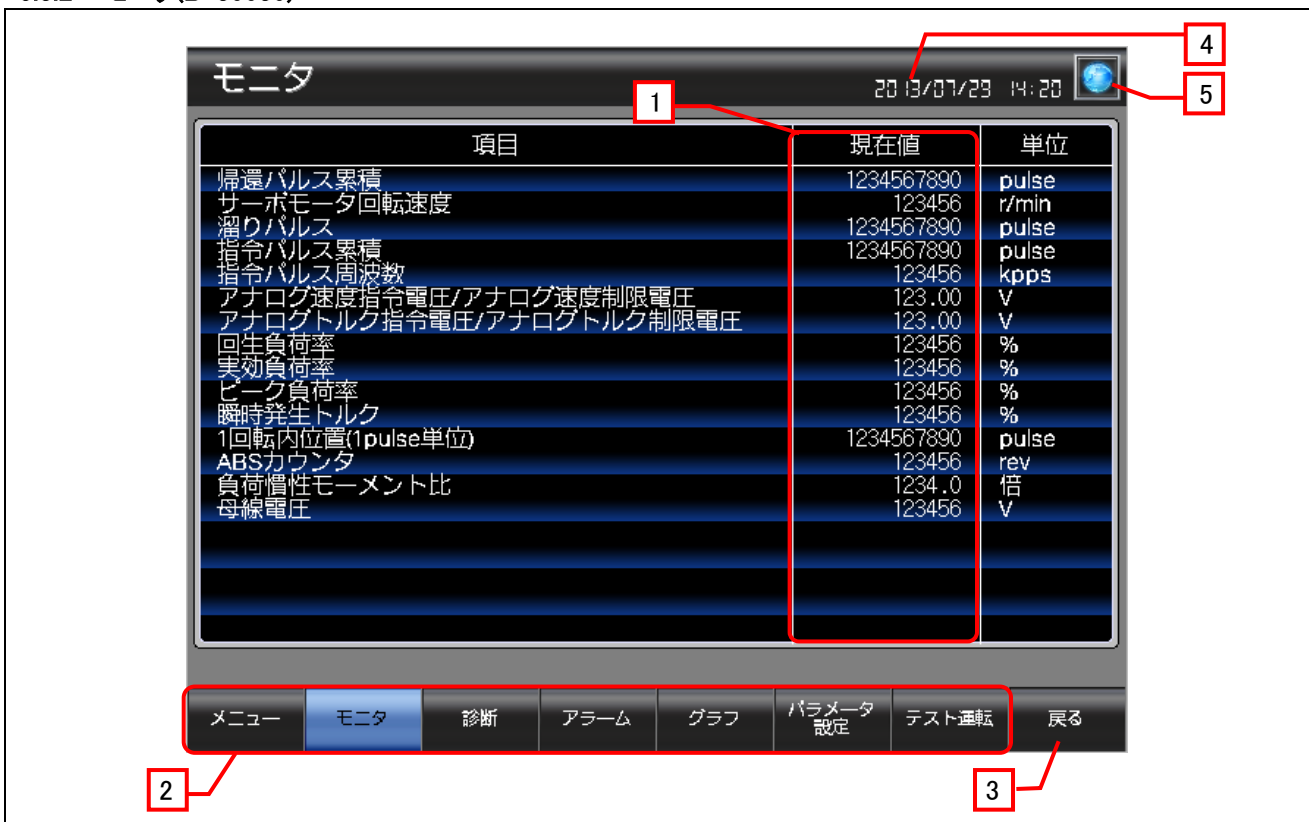 4
モニタ
2013/07/29 14:20
1
5
項目 現在値 単位
帰還パルス累積 1234567890 pulse
サーボモータ回転速度 123456 r/min
溜りパルス 1234567890 pulse
指令パルス累積 1234567890 pulse
指令パルス周波数 123456 kpps
アナログ速度指令電圧/アナログ速度制限電圧 123.00 V
アナログトルク指令電圧/アナログトルク制限電圧 123.00 V
回生負荷率 123456 %
実効負荷率 123456 %
ピーク負荷率 123456 %
瞬時発生トルク 123456 %
1回転内位置(1pulse単位) 1234567890 pulse
ABSカウンタ 123456 rev
負荷慣性モーメント比 1234.0 倍
母線電圧 123456 V
メニュー モニタ 診断 アラーム グラフ パラメータ設定 テスト運転 戻る
2
3